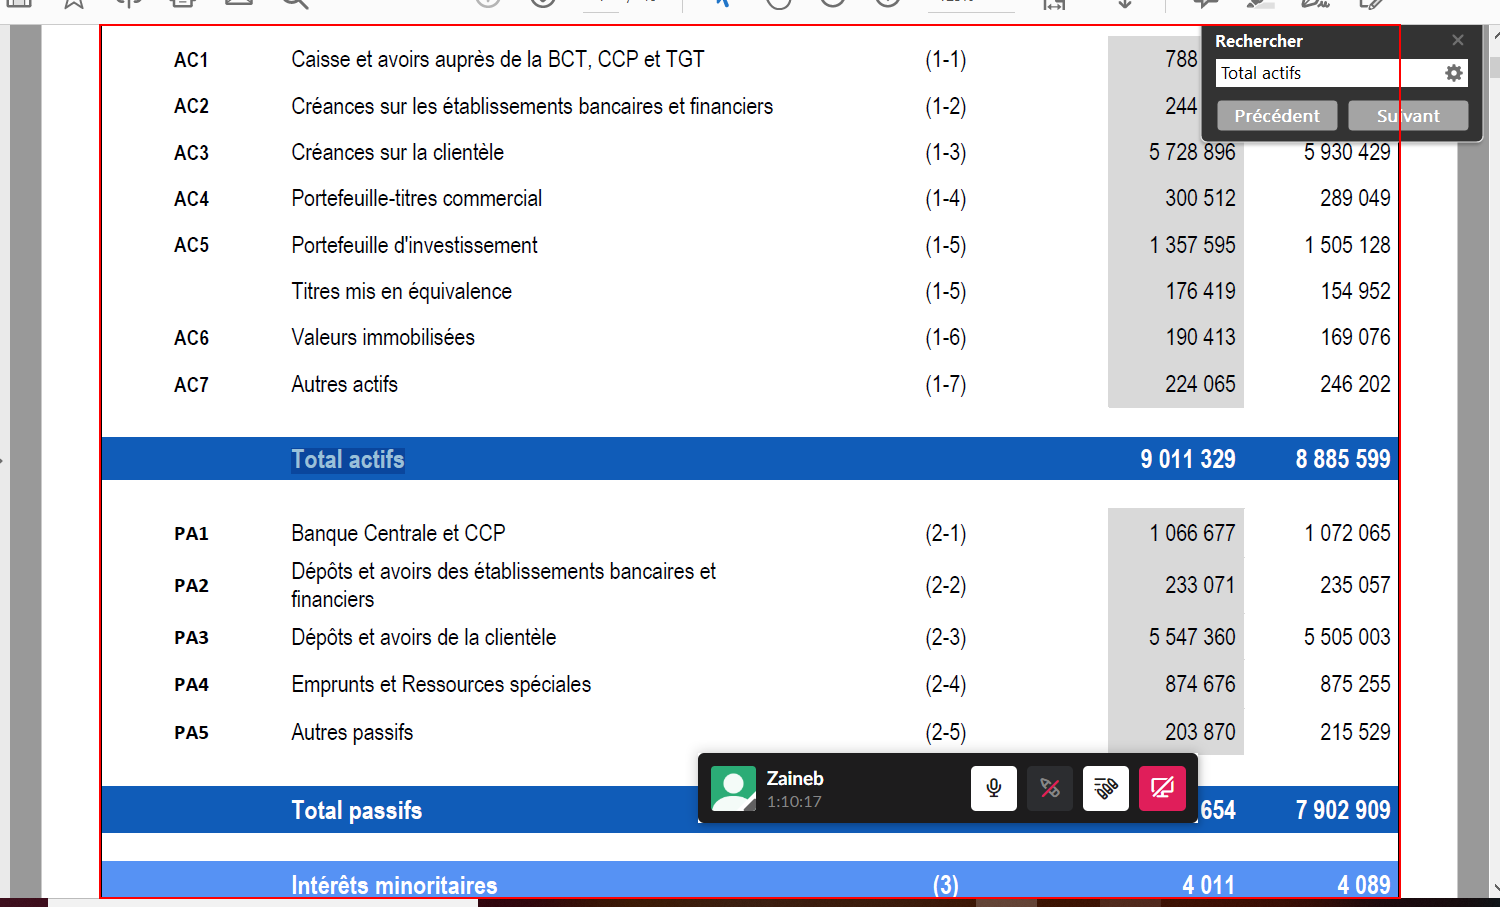 Rechercher
Total actifs
Précédent Suivant
AC1 Caisse et avoirs auprès de la BCT, CCP et TGT (1-1) 788
AC2 Créances sur les établissements bancaires et financiers (1-2) 244
AC3 Créances sur la clientèle (1-3) 5 728 896 5 930 429
AC4 Portefeuille-titres commercial (1-4) 300 512 289 049
AC5 Portefeuille d'investissement (1-5) 1 357 595 1 505 128
Titres mis en équivalence (1-5) 176 419 154 952
AC6 Valeurs immobilisées (1-6) 190 413 169 076
AC7 Autres actifs (1-7) 224 065 246 202
Total actifs 9 011 329 8 885 599
PA1 Banque Centrale et CCP (2-1) 1 066 677 1 072 065
PA2 Dépôts et avoirs des établissements bancaires et
financiers (2-2) 233 071 235 057
PA3 Dépôts et avoirs de la clientèle (2-3) 5 547 360 5 505 003
PA4 Emprunts et Ressources spéciales (2-4) 874 676 875 255
PA5 Autres passifs (2-5) 203 870 215 529
Zaineb
1:10:17
Total passifs 654 7 902 909
Intérêts minoritaires (3) 4 011 4 089